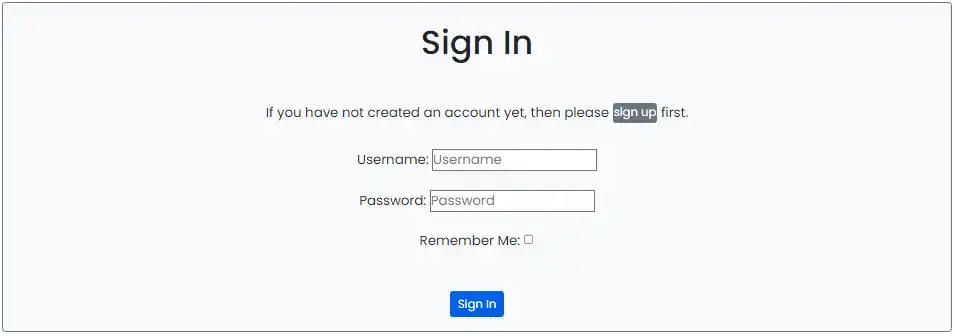 Sign In
If you have not created an account yet, then please sign up first.
Username: Username
Password: Password
Remember Me:
Sign In